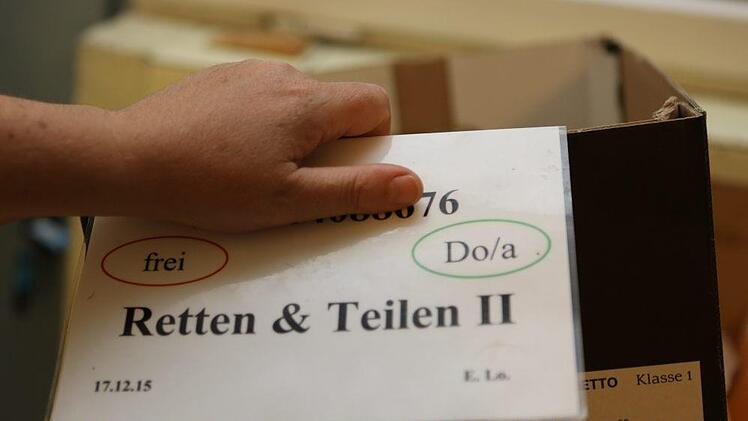 frei
Do/a
Retten & Teilen II
17.12.15
E. Lo.
Klasse 1